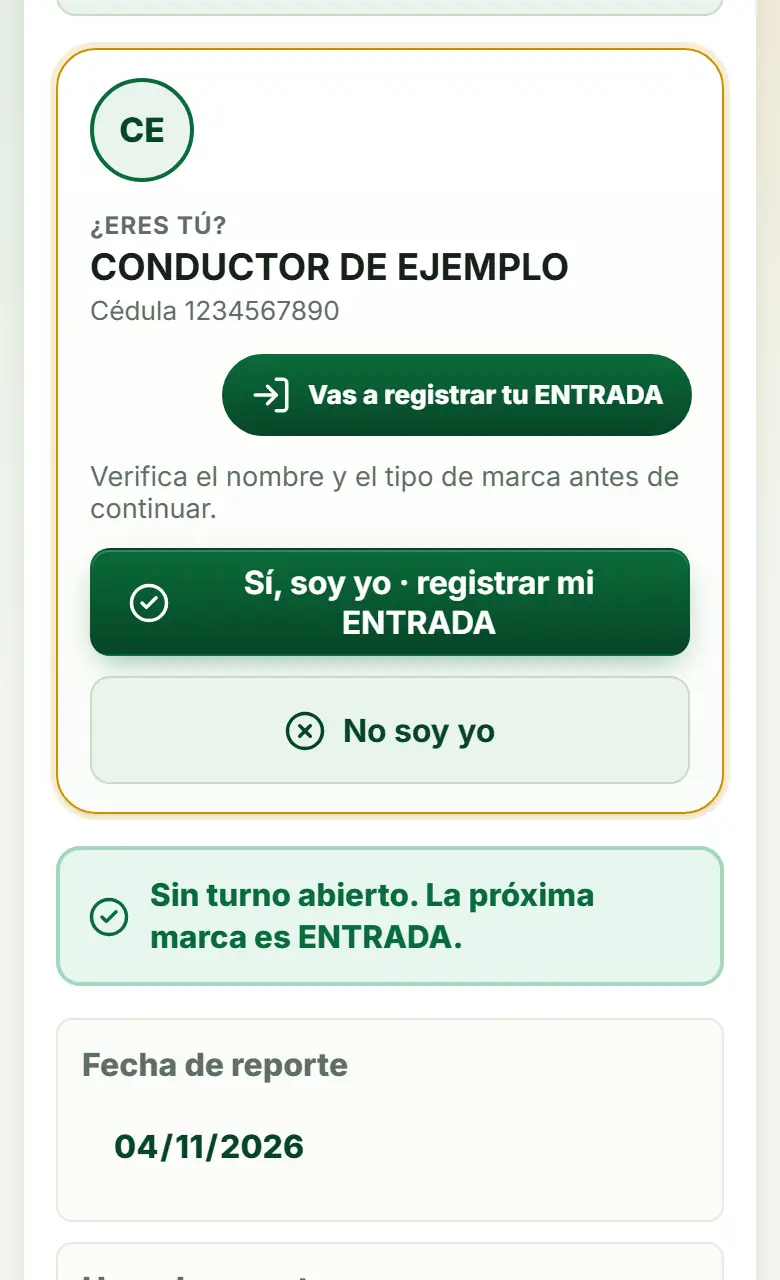 CE
¿ERES TÚ?
CONDUCTOR DE EJEMPLO
Cédula 1234567890
Vas a registrar tu ENTRADA
Verifica el nombre y el tipo de marca antes de
continuar.
Sí, soy yo · registrar mi
ENTRADA
No soy yo
Sin turno abierto. La próxima
marca es ENTRADA.
Fecha de reporte
04/11/2026